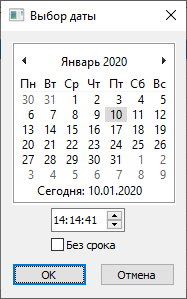 Выбор даты
Январь 2020
Пн Вт Ср Чт Пт Сб Вс
30 31 1 2 3 4 5
6 7 8 9 10 11 12
13 14 15 16 17 18 19
20 21 22 23 24 25 26
27 28 29 30 31 1 2
3 4 5 6 7 8 9
Сегодня: 10.01.2020
14:14:41
Без срока
OK Отмена